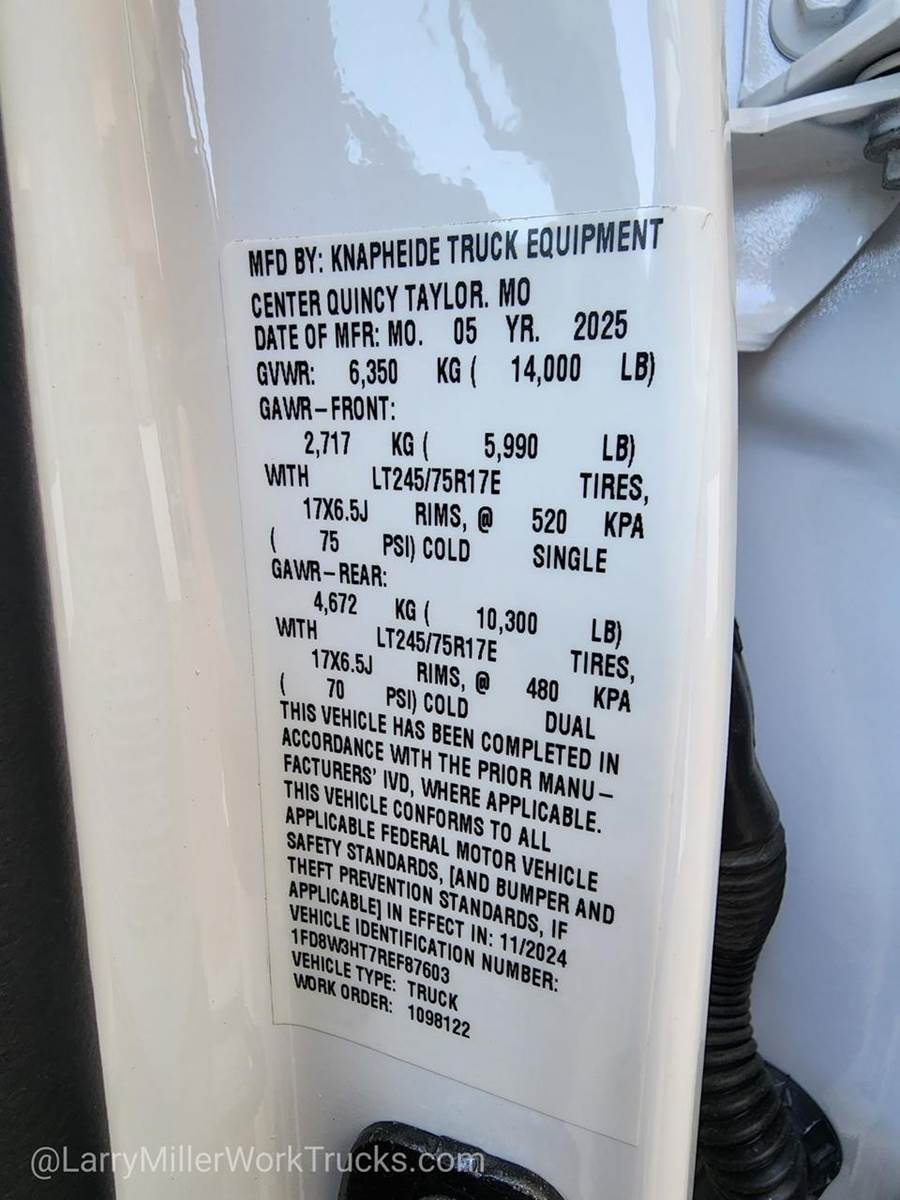 MFD BY: KNAPHEIDE TRUCK EQUIPMENT
CENTER QUINCY TAYLOR. MO
DATE OF MFR: MO. 05 YR. 2025
GVWR: 6,350 KG ( 14,000 LB)
GAWR-FRONT:
2,717 KG ( 5,990 LB)
WITH LT245/75R17E TIRES,
17X6.5J RIMS, @ 520 KPA
( 75 PSI) COLD SINGLE
GAWR-REAR:
4,672 KG ( 10,300 LB)
WITH LT245/75R17E TIRES,
17X6.5J RIMS, @ 480 KPA
( 70 PSI) COLD DUAL
THIS VEHICLE HAS BEEN COMPLETED IN
ACCORDANCE WITH THE PRIOR MANU-
FACTURERS' IVD, WHERE APPLICABLE.
THIS VEHICLE CONFORMS TO ALL
APPLICABLE FEDERAL MOTOR VEHICLE
SAFETY STANDARDS, [AND BUMPER AND
THEFT PREVENTION STANDARDS, IF
APPLICABLE] IN EFFECT IN: 11/2024
VEHICLE IDENTIFICATION NUMBER:
1FD8W3HT7REF87603
VEHICLE TYPE: TRUCK
WORK ORDER: 1098122
@LarryMillerWorkTrucks.com